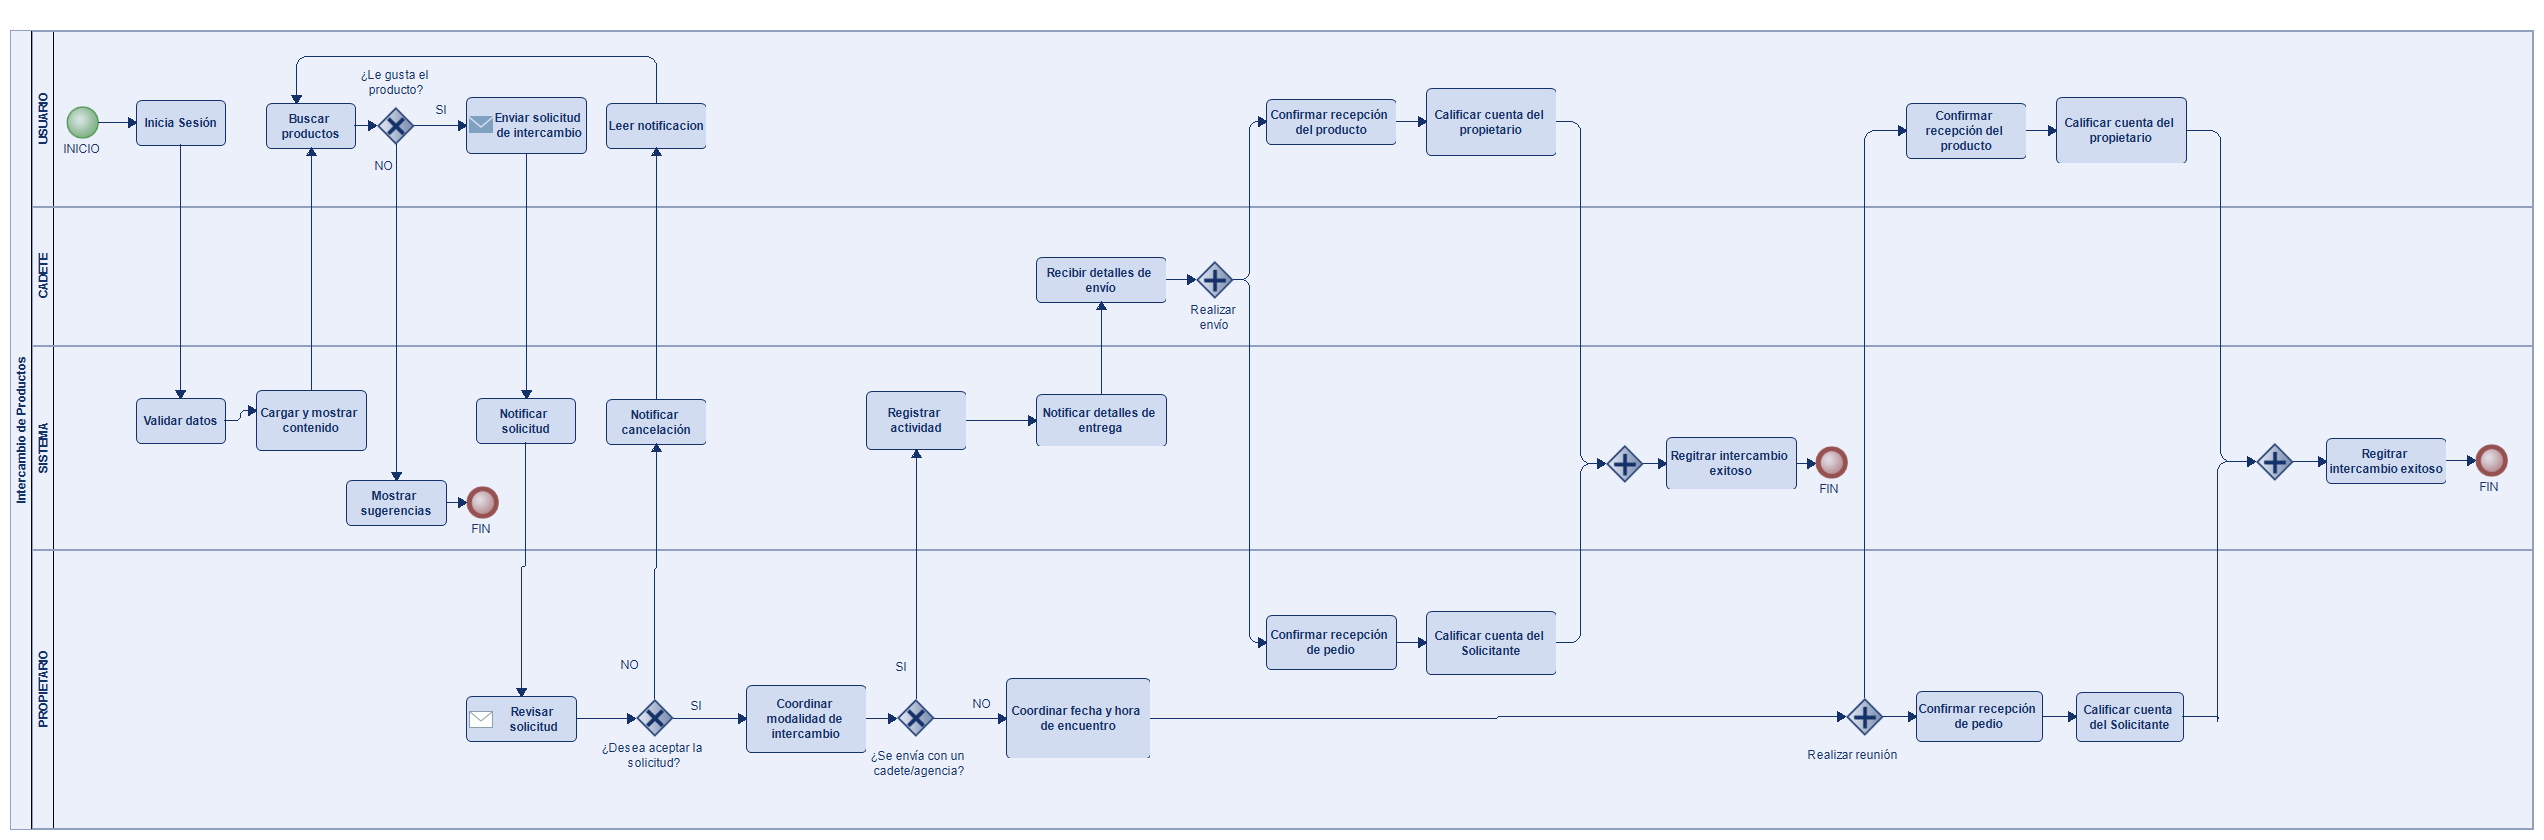 Intercambio de Productos
USUARIO
INICIO
Inicia Sesión
Buscar
productos
¿Le gusta el
producto?
SI
NO
Enviar solicitud
de intercambio
Leer notificacion
Confirmar recepción
del producto
Calificar cuenta del
propietario
Confirmar
recepción del
producto
Calificar cuenta del
propietario
CADETE
Recibir detalles de
envío
Realizar
envío
SISTEMA
Validar datos
Cargar y mostrar
contenido
Mostrar
sugerencias
FIN
Notificar
solicitud
Notificar
cancelación
Registrar
actividad
Notificar detalles de
entrega
Regitrar intercambio
exitoso
FIN
Regitrar
intercambio exitoso
FIN
PROPIETARIO
Revisar
solicitud
NO
SI
¿Desea aceptar la
solicitud?
Coordinar
modalidad de
intercambio
SI
NO
¿Se envía con un
cadete/agencia?
Coordinar fecha y hora
de encuentro
Confirmar recepción
de pedio
Calificar cuenta del
Solicitante
Realizar reunión
Confirmar recepción
de pedio
Calificar cuenta
del Solicitante